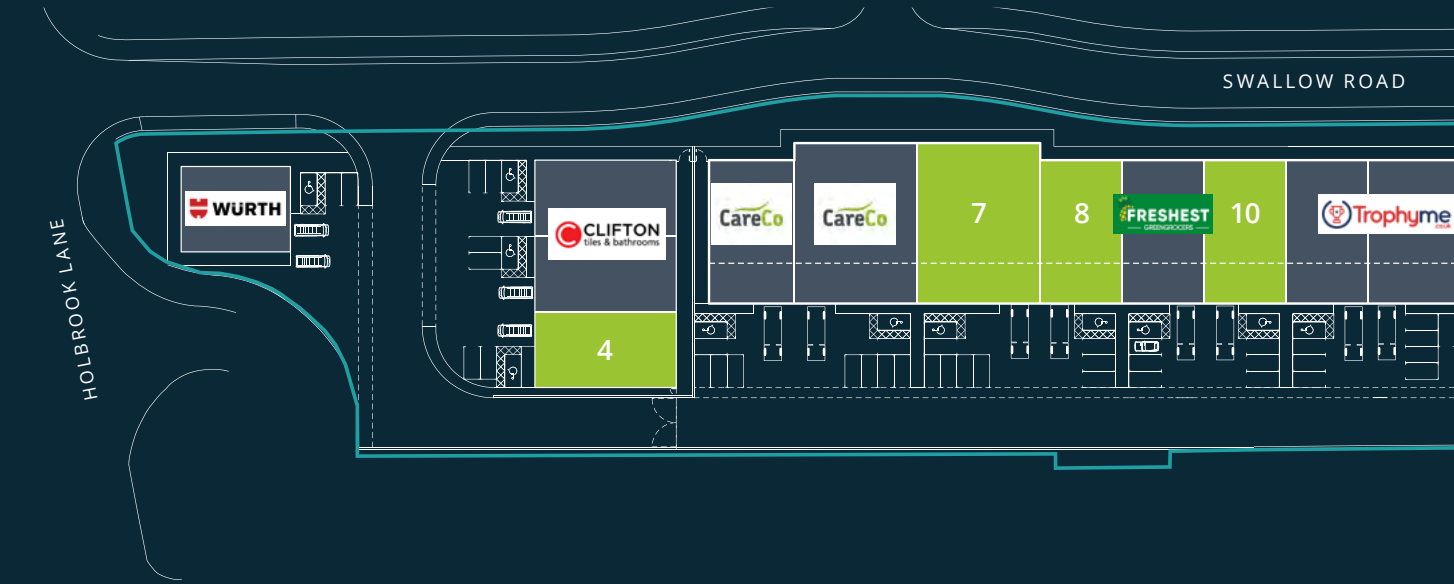 SWALLOW ROAD
HOLBROOK LANE
WÜRTH
CLIFTON
tiles & bathrooms
4
CareCo
CareCo
7
8
FRESHEST
GREENGROCERS
10
Trophyme
co.uk